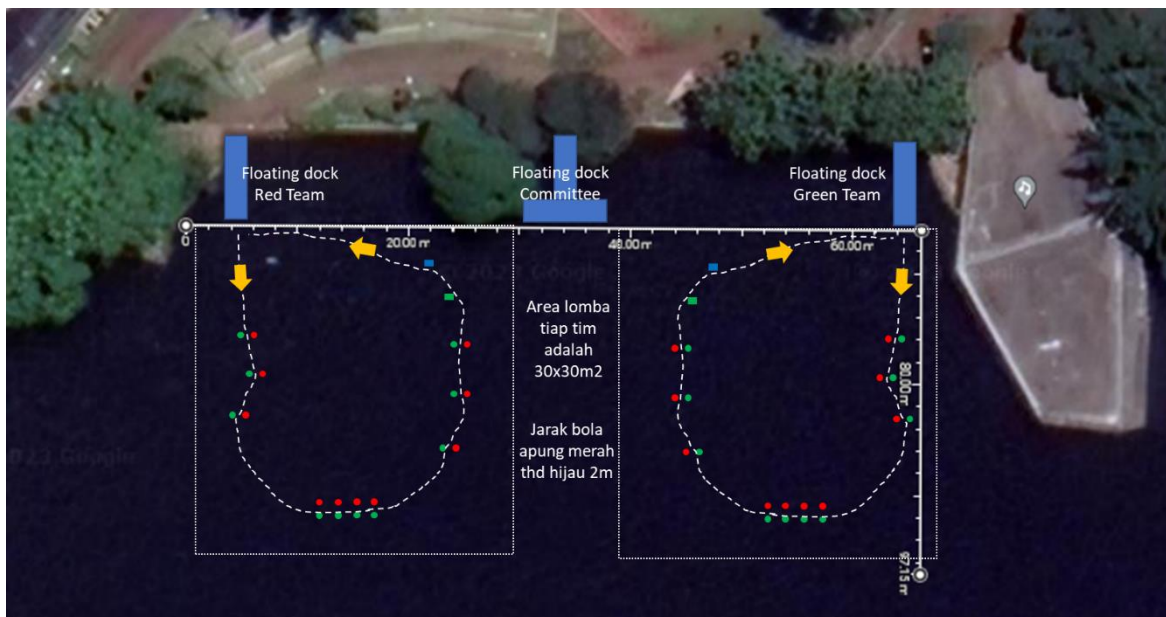 Floating dock
Red Team
Floating dock
Committee
Floating dock
Green Team
0
20.00 m
40.00 m
60.00 m
Area lomba
tiap tim
adalah
30x30m2
80.00 m
Jarak bola
apung merah
thd hijau 2m
97.15 m